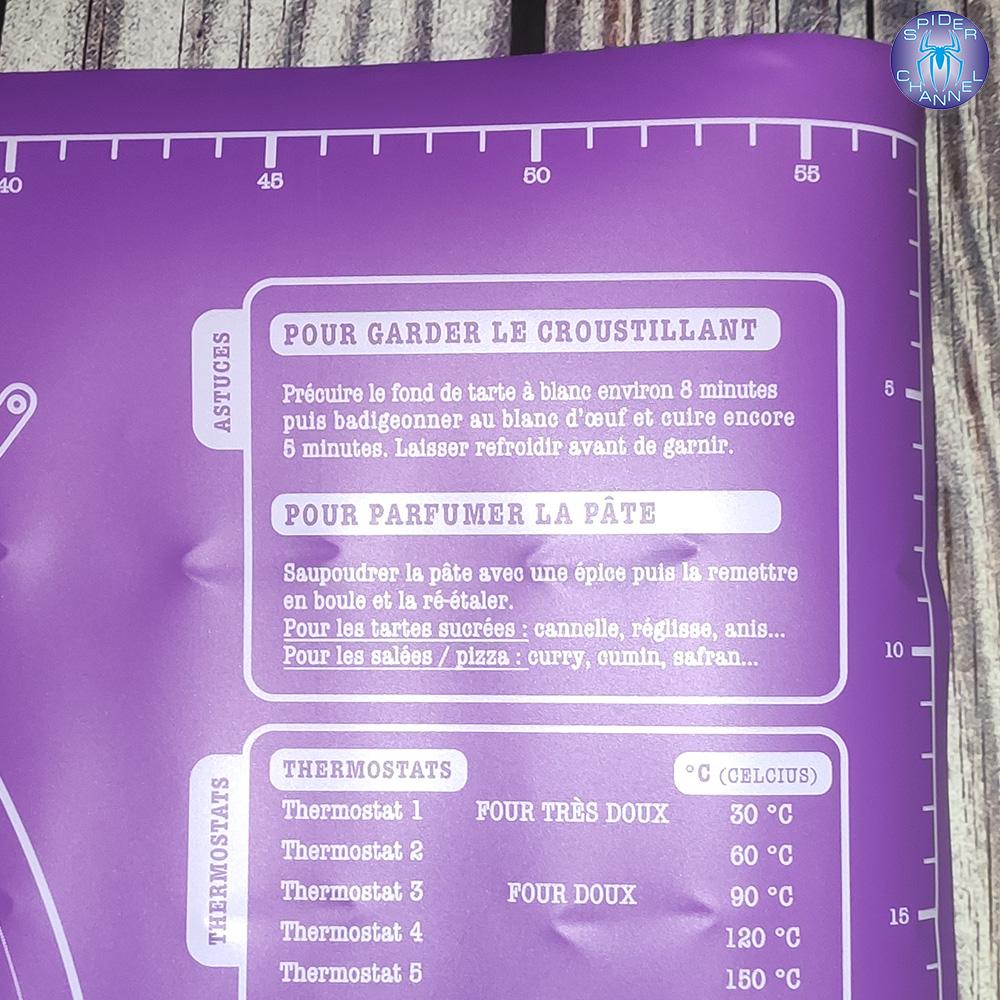 SPIDER CHANNEL
40 45 50 55
ASTUCES
POUR GARDER LE CROUSTILLANT
Précuire le fond de tarte à blanc environ 8 minutes
puis badigeonner au blanc d'œuf et cuire encore
5 minutes. Laisser refroidir avant de garnir.
5
POUR PARFUMER LA PÂTE
Saupoudrer la pâte avec une épice puis la remettre
en boule et la ré-étaler.
Pour les tartes sucrées : cannelle, réglisse, anis...
Pour les salées / pizza : curry, cumin, safran...
10
THERMOSTATS
THERMOSTATS °C (CELCIUS)
Thermostat 1 FOUR TRÈS DOUX 30 °C
Thermostat 2 60 °C
Thermostat 3 FOUR DOUX 90 °C
15
Thermostat 4 120 °C
Thermostat 5 150 °C